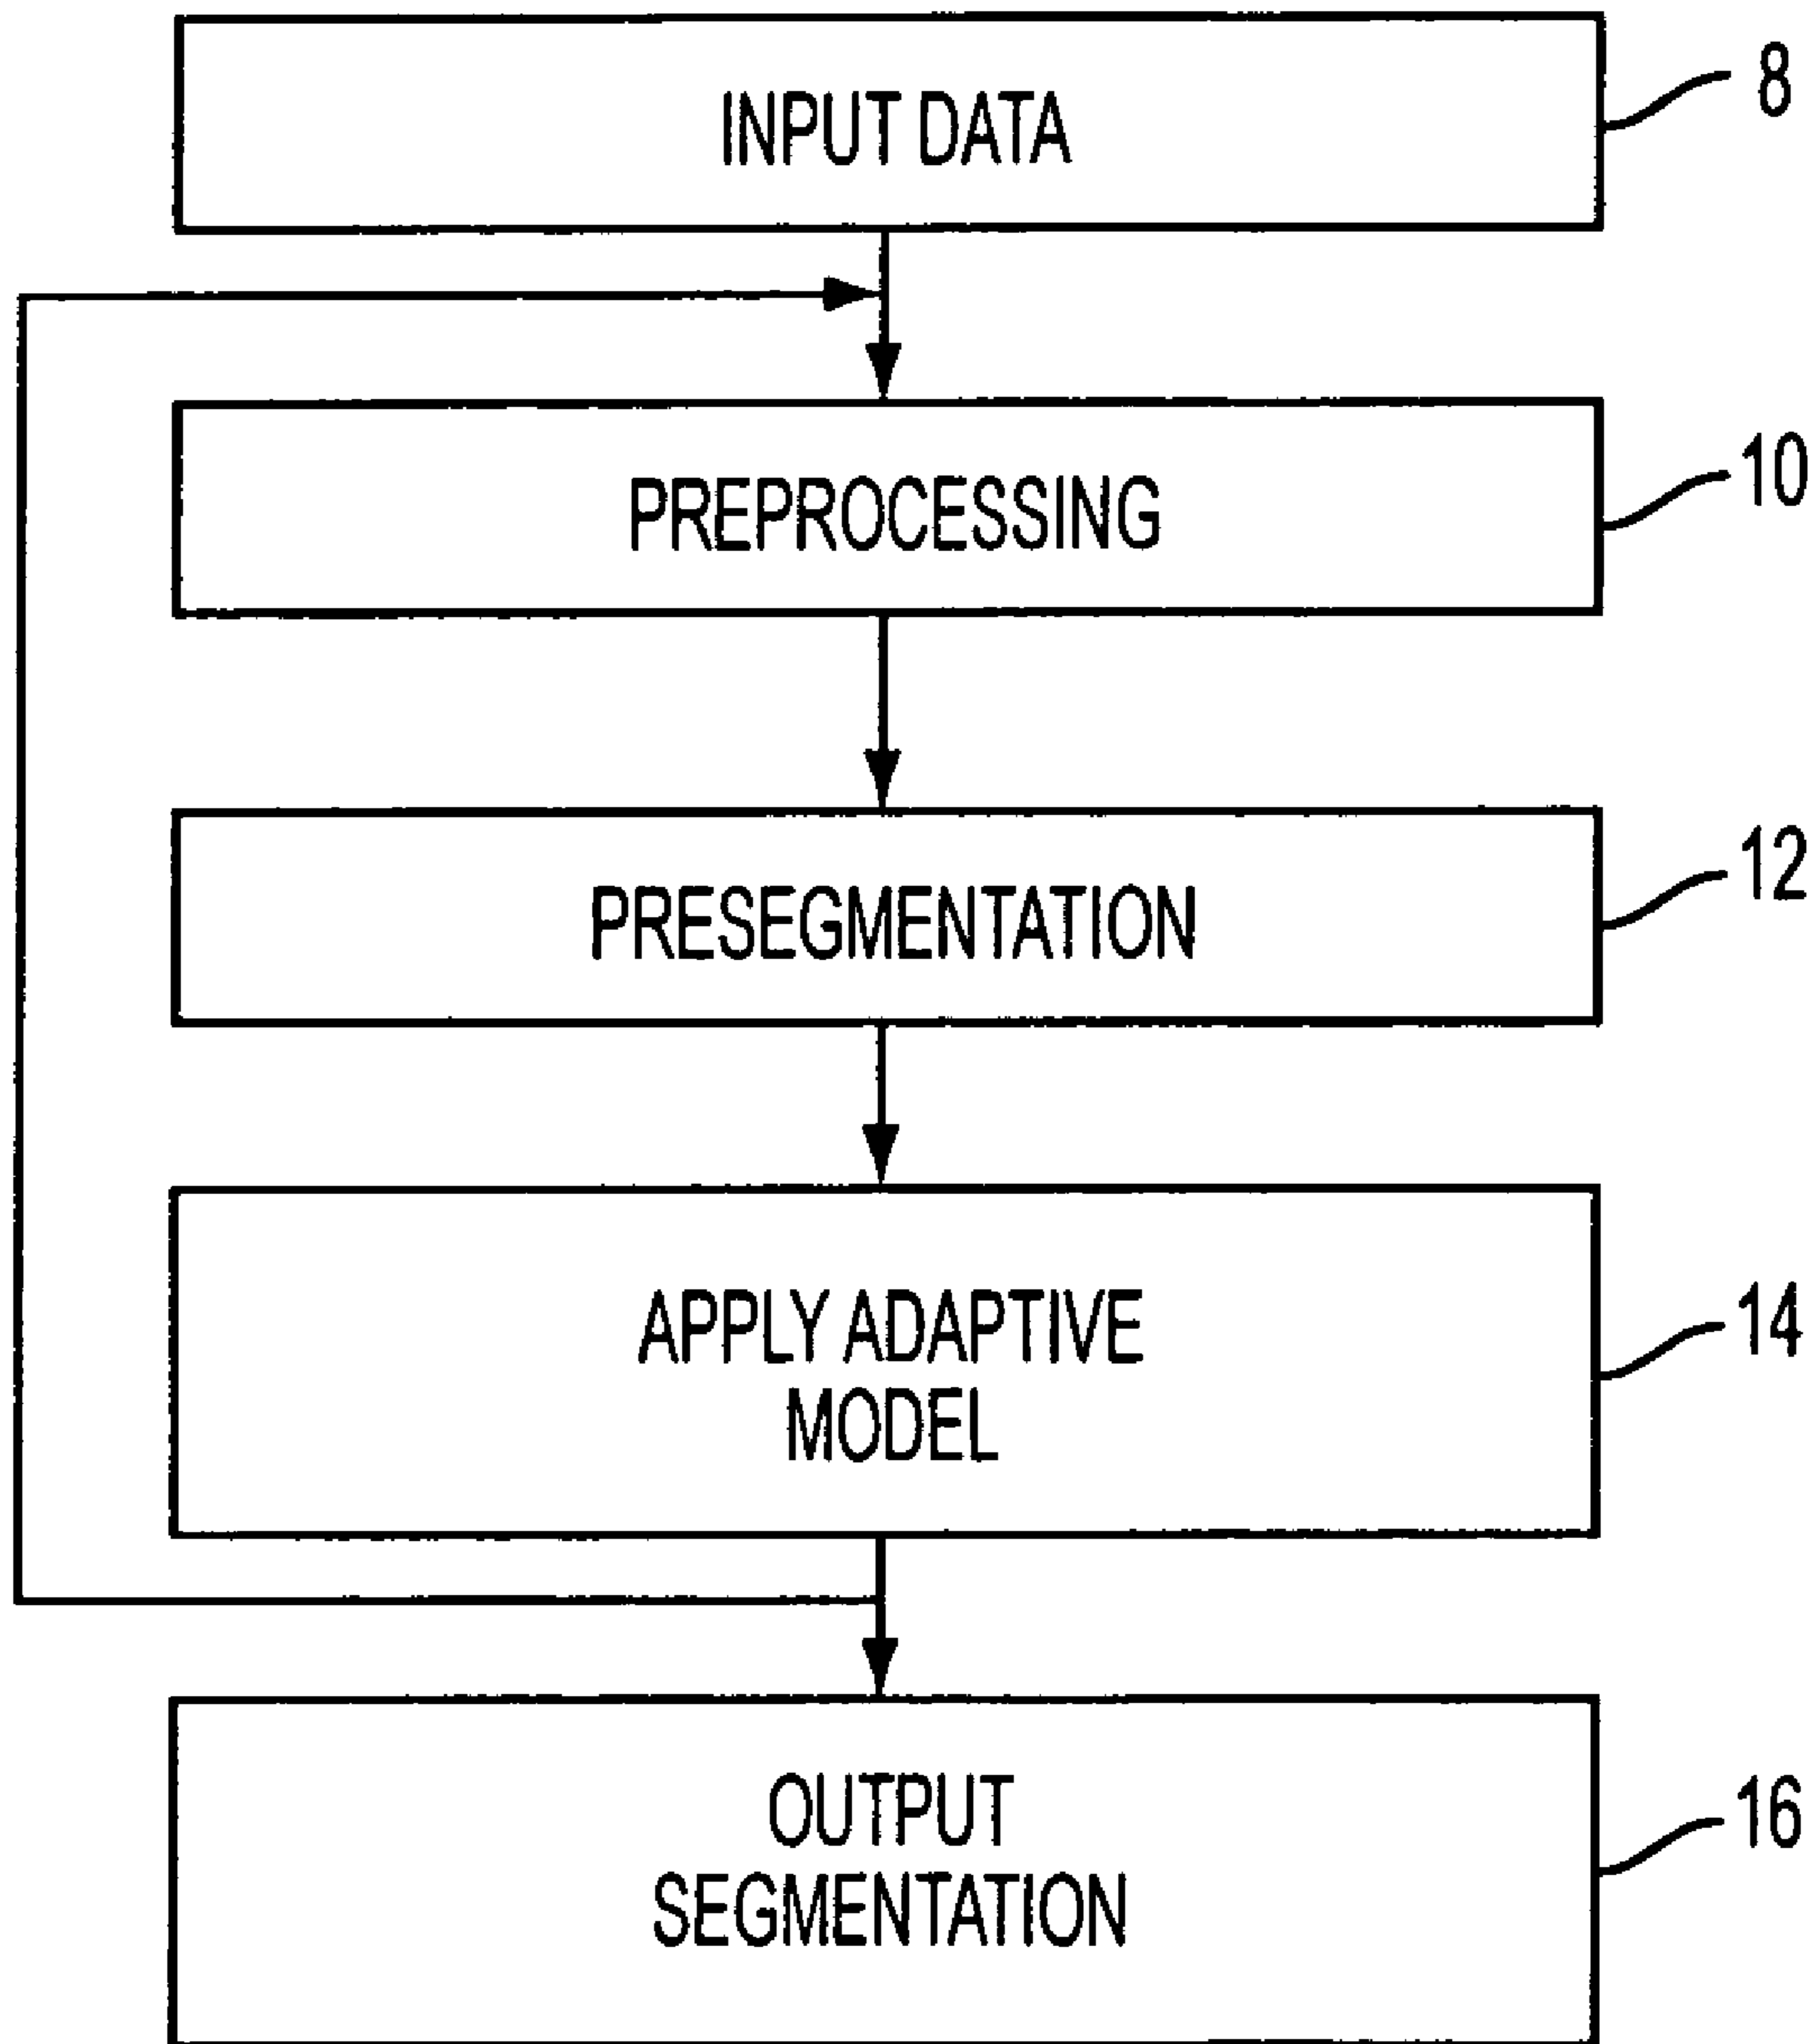 INPUT DATA
8
PREPROCESSING
10
PRESEGMENTATION
12
APPLY ADAPTIVE
MODEL
14
OUTPUT
SEGMENTATION
16